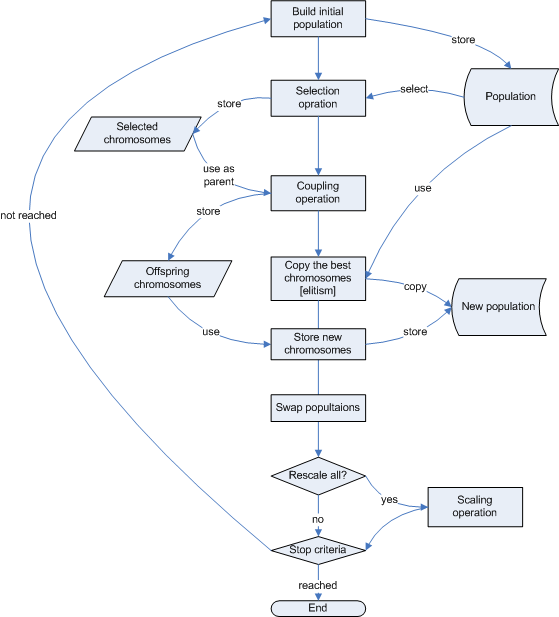 Build initial
population
store
Population
select
Selection
opration
store
Selected
chromosomes
use as
parent
Coupling
operation
use
store
not reached
Offspring
chromosomes
Copy the best
chromosomes
[elitism]
copy
New population
use
Store new
chromosomes
store
Swap popultaions
Rescale all?
yes
Scaling
operation
no
Stop criteria
reached
End